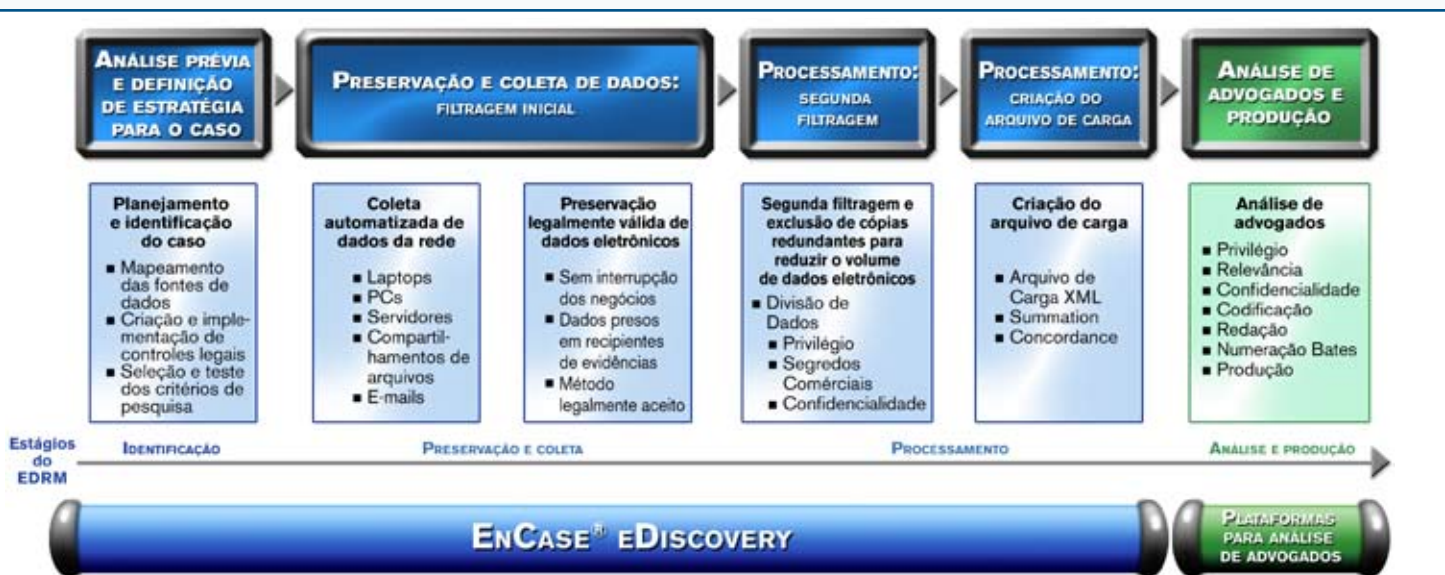 ANÁLISE PRÉVIA
E DEFINIÇÃO
DE ESTRATÉGIA
PARA O CASO
PRESERVAÇÃO E COLETA DE DADOS:
FILTRAGEM INICIAL
PROCESSAMENTO:
SEGUNDA
FILTRAGEM
PROCESSAMENTO:
CRIAÇÃO DO
ARQUIVO DE CARGA
ANÁLISE DE
ADVOGADOS E
PRODUÇÃO
Planejamento
e identificação
do caso
■ Mapeamento
das fontes de
dados
■ Criação e imple-
mentação de
controles legais
■ Seleção e teste
dos critérios de
pesquisa
Coleta
automatizada de
dados da rede
■ Laptops
■ PCs
■ Servidores
■ Compartil-
hamentos de
arquivos
■ E-mails
Preservação
legalmente válida de
dados eletrônicos
■ Sem interrupção
dos negócios
■ Dados presos
em recipientes
de evidências
■ Método
legalmente aceito
Segunda filtragem e
exclusão de cópias
redundantes para
reduzir o volume
de dados eletrônicos
■ Divisão de
Dados
■ Privilégio
■ Segredos
Comérciais
■ Confidencialidade
Criação do
arquivo de carga
■ Arquivo de
Carga XML
■ Summation
■ Concordance
Análise de
advogados
■ Privilégio
■ Relevância
■ Confidencialidade
■ Codificação
■ Redação
■ Numeração Bates
■ Produção
Estágios
do
EDRM
IDENTIFICAÇÃO
PRESERVAÇÃO E COLETA
PROCESSAMENTO
ANÁLISE E PRODUÇÃO
ENCASE® EDISCOVERY
PLATAFORMAS
PARA ANÁLISE
DE ADVOGADOS